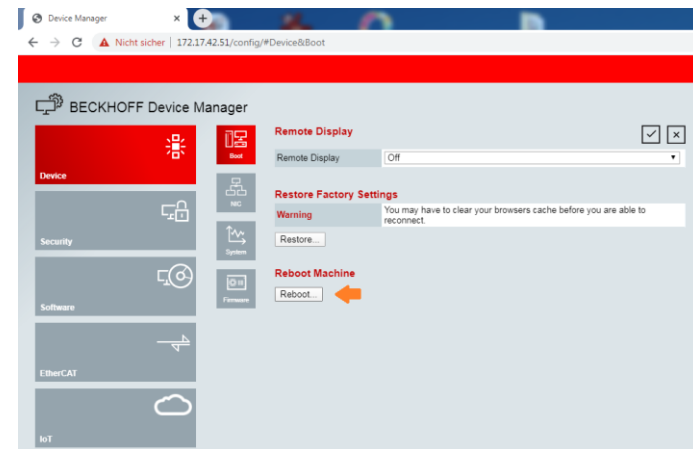 Device Manager
Nicht sicher | 172.17.42.51/config/#Device&Boot
BECKHOFF Device Manager
Device
Security
Software
EtherCAT
IoT
Boot
NIC
System
Firmware
Remote Display
Remote Display Off
Restore Factory Settings
Warning You may have to clear your browsers cache before you are able to
reconnect.
Restore...
Reboot Machine
Reboot...